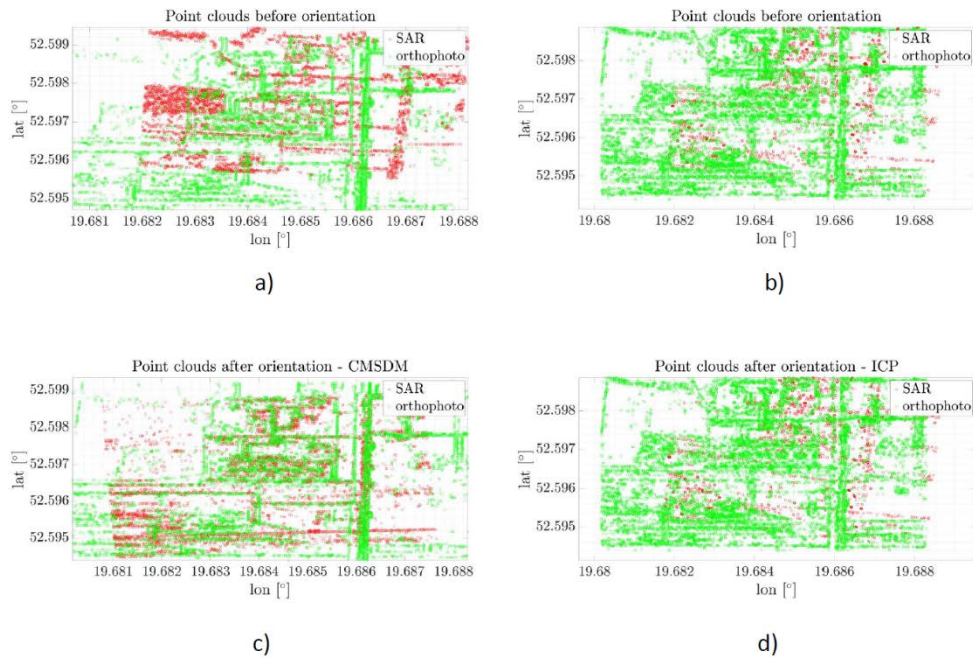 Point clouds before orientation
SAR
orthophoto
52.599
52.598
52.597
52.596
52.595
lat [°]
19.681 19.682 19.683 19.684 19.685 19.686 19.687 19.688
lon [°]
a)
Point clouds before orientation
SAR
orthophoto
52.598
52.597
52.596
52.595
lat [°]
19.68 19.682 19.684 19.686 19.688
lon [°]
b)
Point clouds after orientation - CMSDM
SAR
orthophoto
52.599
52.598
52.597
52.596
52.595
lat [°]
19.681 19.682 19.683 19.684 19.685 19.686 19.687 19.688
lon [°]
c)
Point clouds after orientation - ICP
SAR
orthophoto
52.598
52.597
52.596
52.595
lat [°]
19.68 19.682 19.684 19.686 19.688
lon [°]
d)